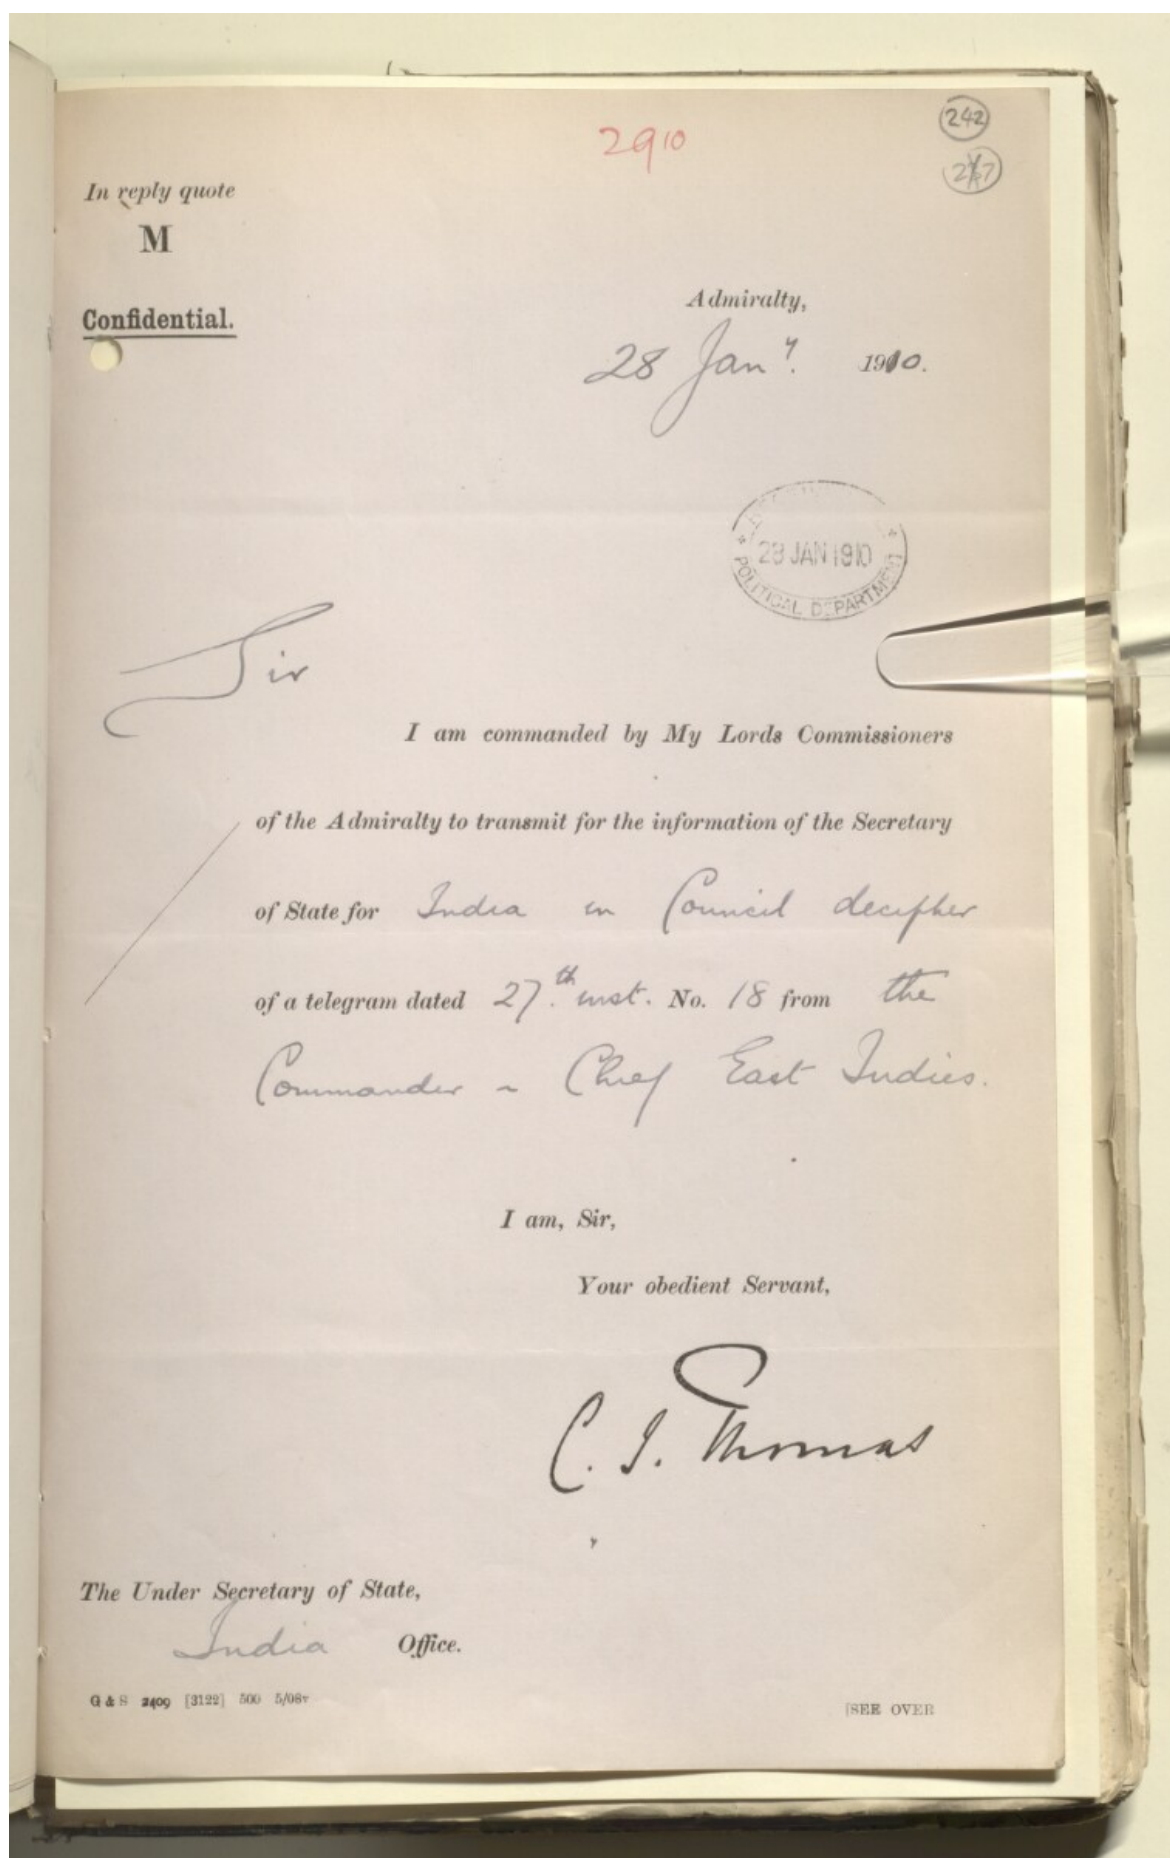 2910
242
In reply quote
M
Confidential.
Admiralty,
28 Jany. 1910.
28 JAN 1910
POLITICAL DEPARTMENT
Sir
I am commanded by My Lords Commissioners
of the Admiralty to transmit for the information of the Secretary
of State for India in Council decipher
of a telegram dated 27th. inst. No. 18 from the
Commander - Chief East Indies.
I am, Sir,
Your obedient Servant,
C. I. Thomas
The Under Secretary of State,
India Office.
G & S 2409 [3122] 500 5/08v
[SEE OVER